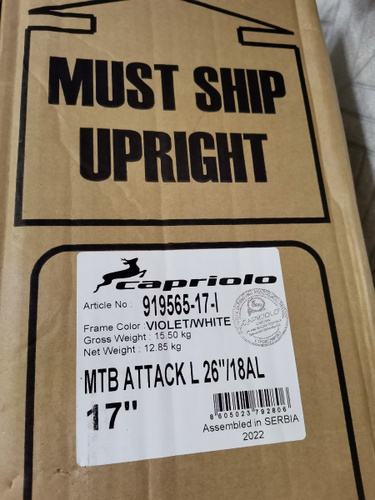 MUST SHIP
UPRIGHT
capriolo
Article No : 919565-17-I
Frame Color : VIOLET/WHITE
Gross Weight : 15.50 kg
Net Weight : 12.85 kg
CAPRIOLO
MTB ATTACK L 26"/18AL
17"
8605023792806
Assembled in SERBIA
2022